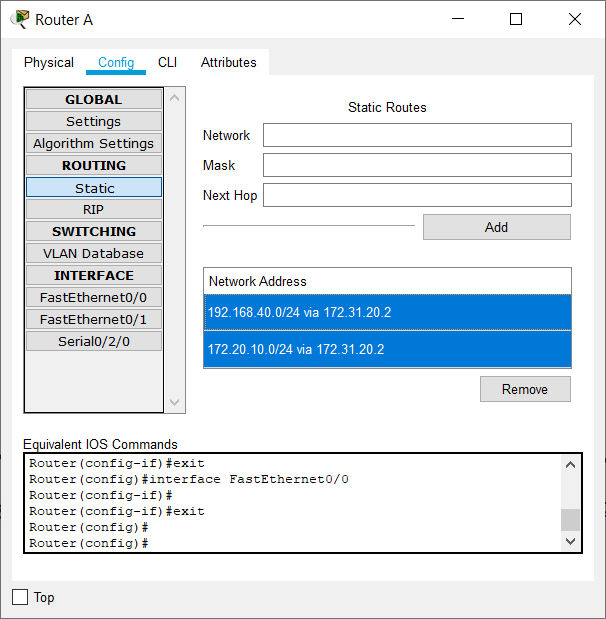 Router A
Physical Config CLI Attributes
GLOBAL
Settings
Algorithm Settings
ROUTING
Static
RIP
SWITCHING
VLAN Database
INTERFACE
FastEthernet0/0
FastEthernet0/1
Serial0/2/0
Static Routes
Network
Mask
Next Hop
Add
Network Address
192.168.40.0/24 via 172.31.20.2
172.20.10.0/24 via 172.31.20.2
Remove
Equivalent IOS Commands
Router(config-if)#exit
Router(config)#interface FastEthernet0/0
Router(config-if)#
Router(config-if)#exit
Router(config)#
Router(config)#
Top